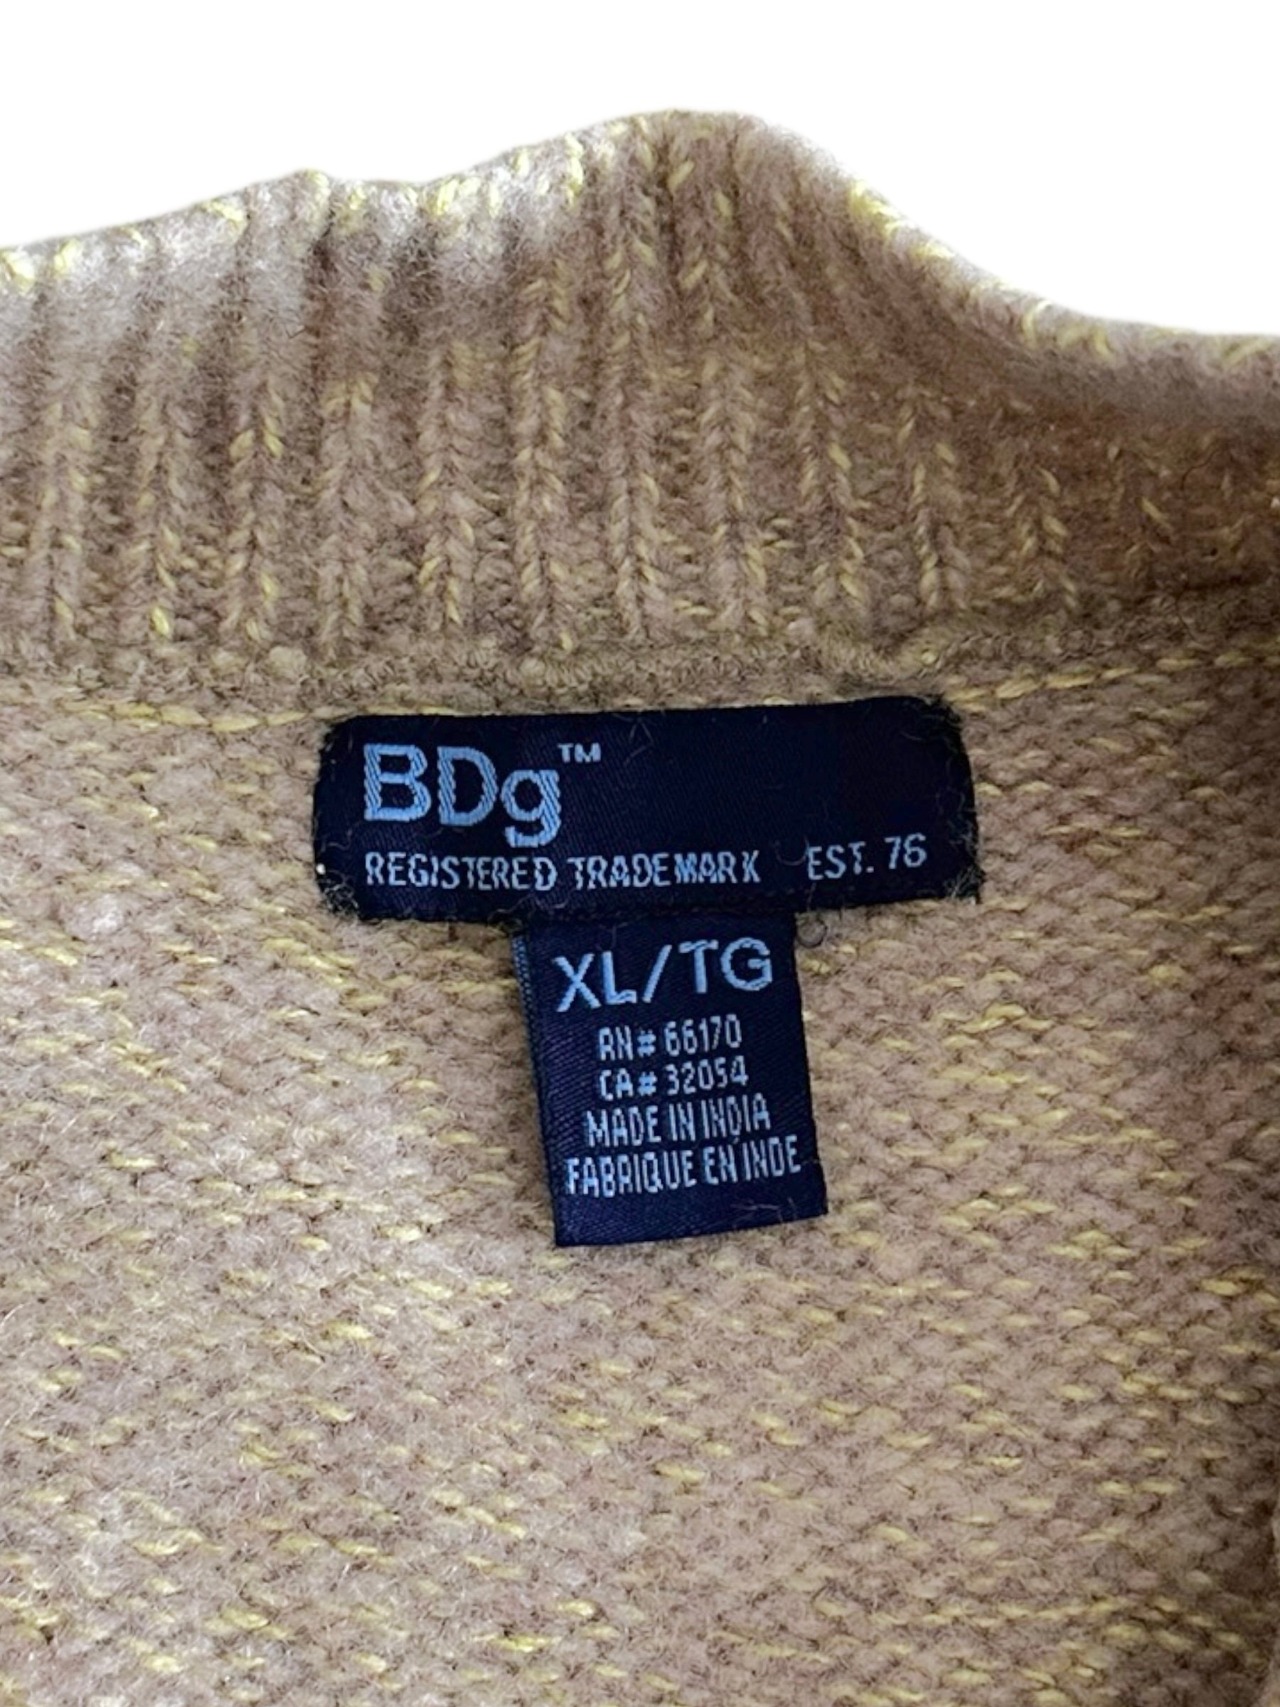 BDg™
REGISTERED TRADEMARK EST. 76
XL/TG
RN# 66170
CA# 32054
MADE IN INDIA
FABRIQUE EN INDE